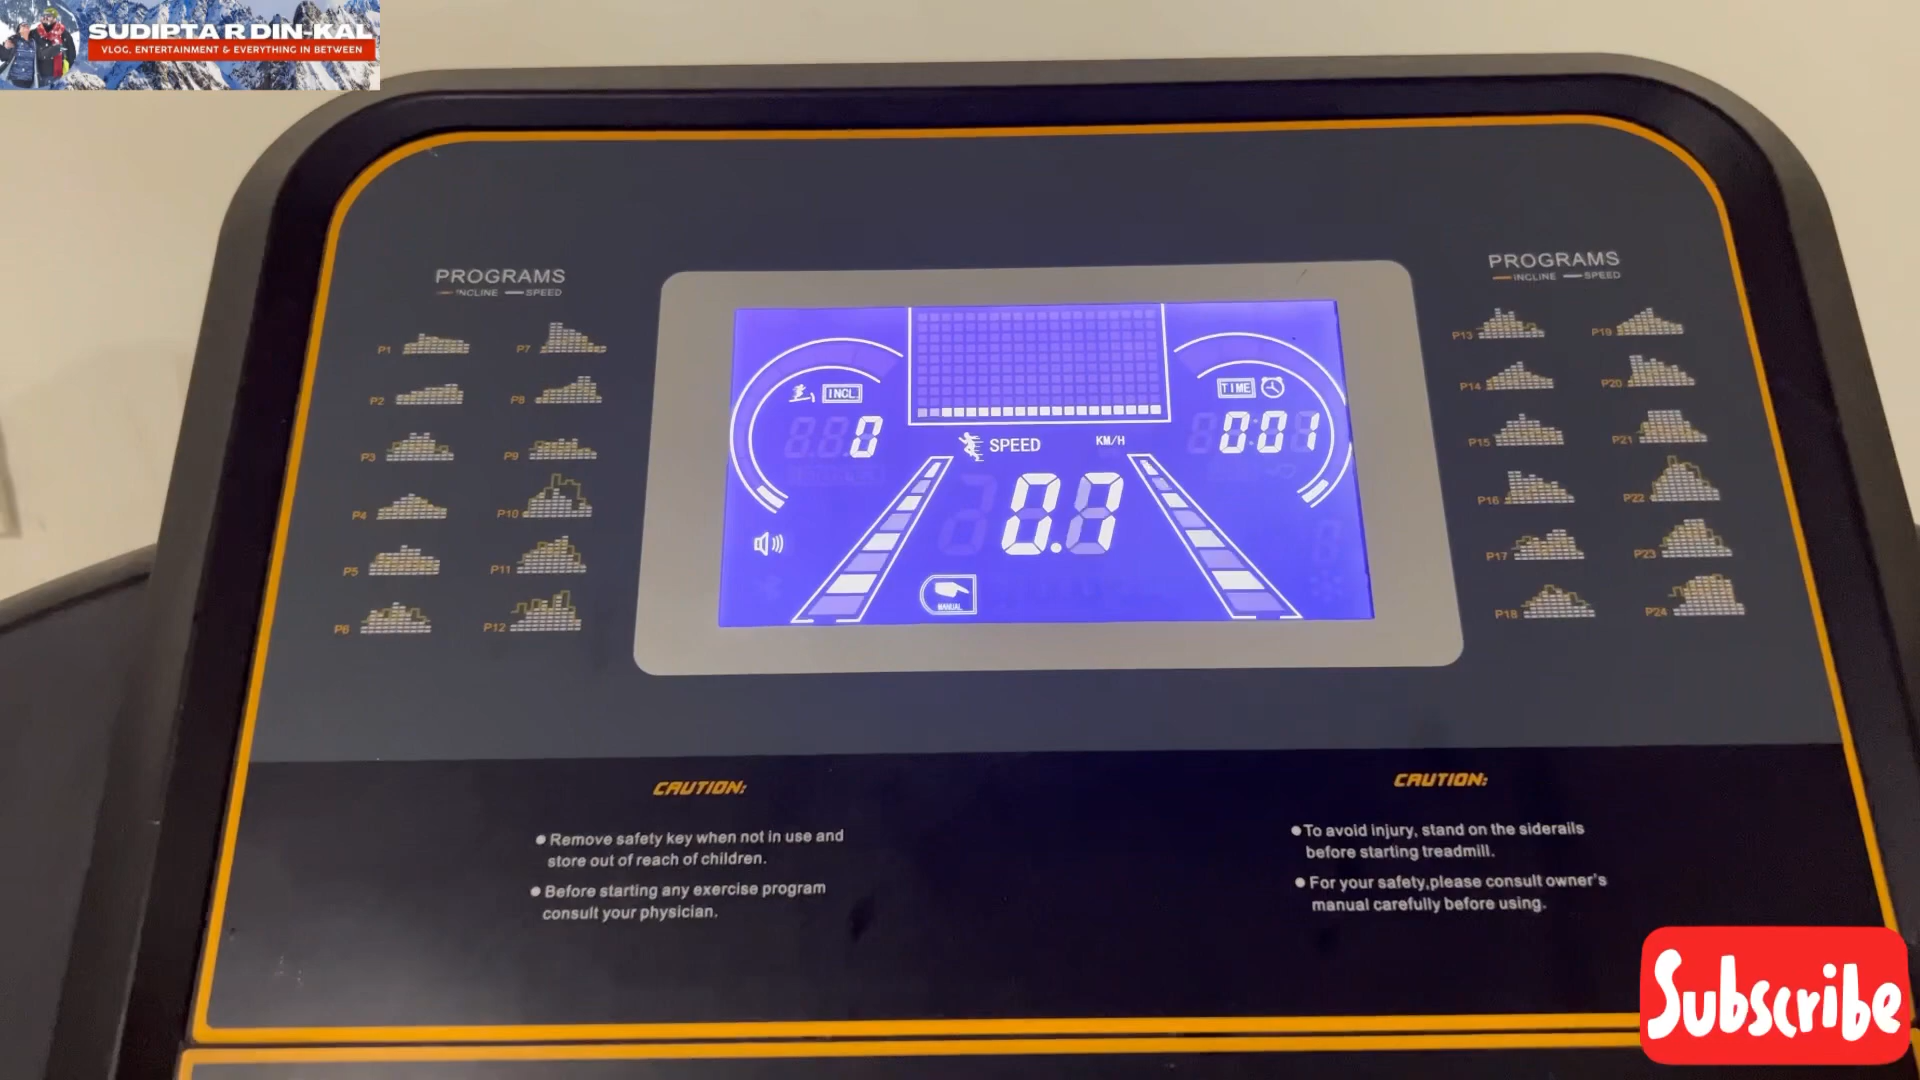 SUDIPTA R DIN-KAL
VLOG, ENTERTAINMENT & EVERYTHING IN BETWEEN
PROGRAMS
INCLINE SPEED
P1 P7
P2 P8
P3 P9
P4 P10
P5 P11
P6 P12
INCL
0
TIME
0:01
SPEED KM/H
0.7
MANUAL
PROGRAMS
INCLINE SPEED
P13 P19
P14 P20
P15 P21
P16 P22
P17 P23
P18 P24
CAUTION:
● Remove safety key when not in use and
store out of reach of children.
● Before starting any exercise program
consult your physician.
CAUTION:
● To avoid injury, stand on the siderails
before starting treadmill.
● For your safety,please consult owner's
manual carefully before using.
Subscribe